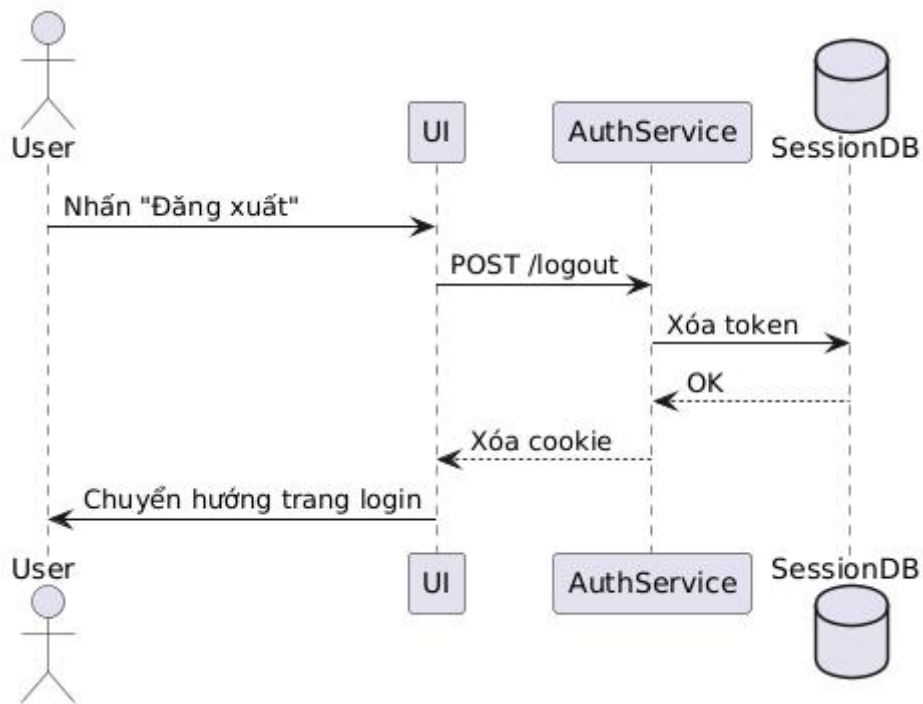 User
UI
AuthService
SessionDB
Nhấn "Đăng xuất"
POST /logout
Xóa token
OK
Xóa cookie
Chuyển hướng trang login
User
UI
AuthService
SessionDB